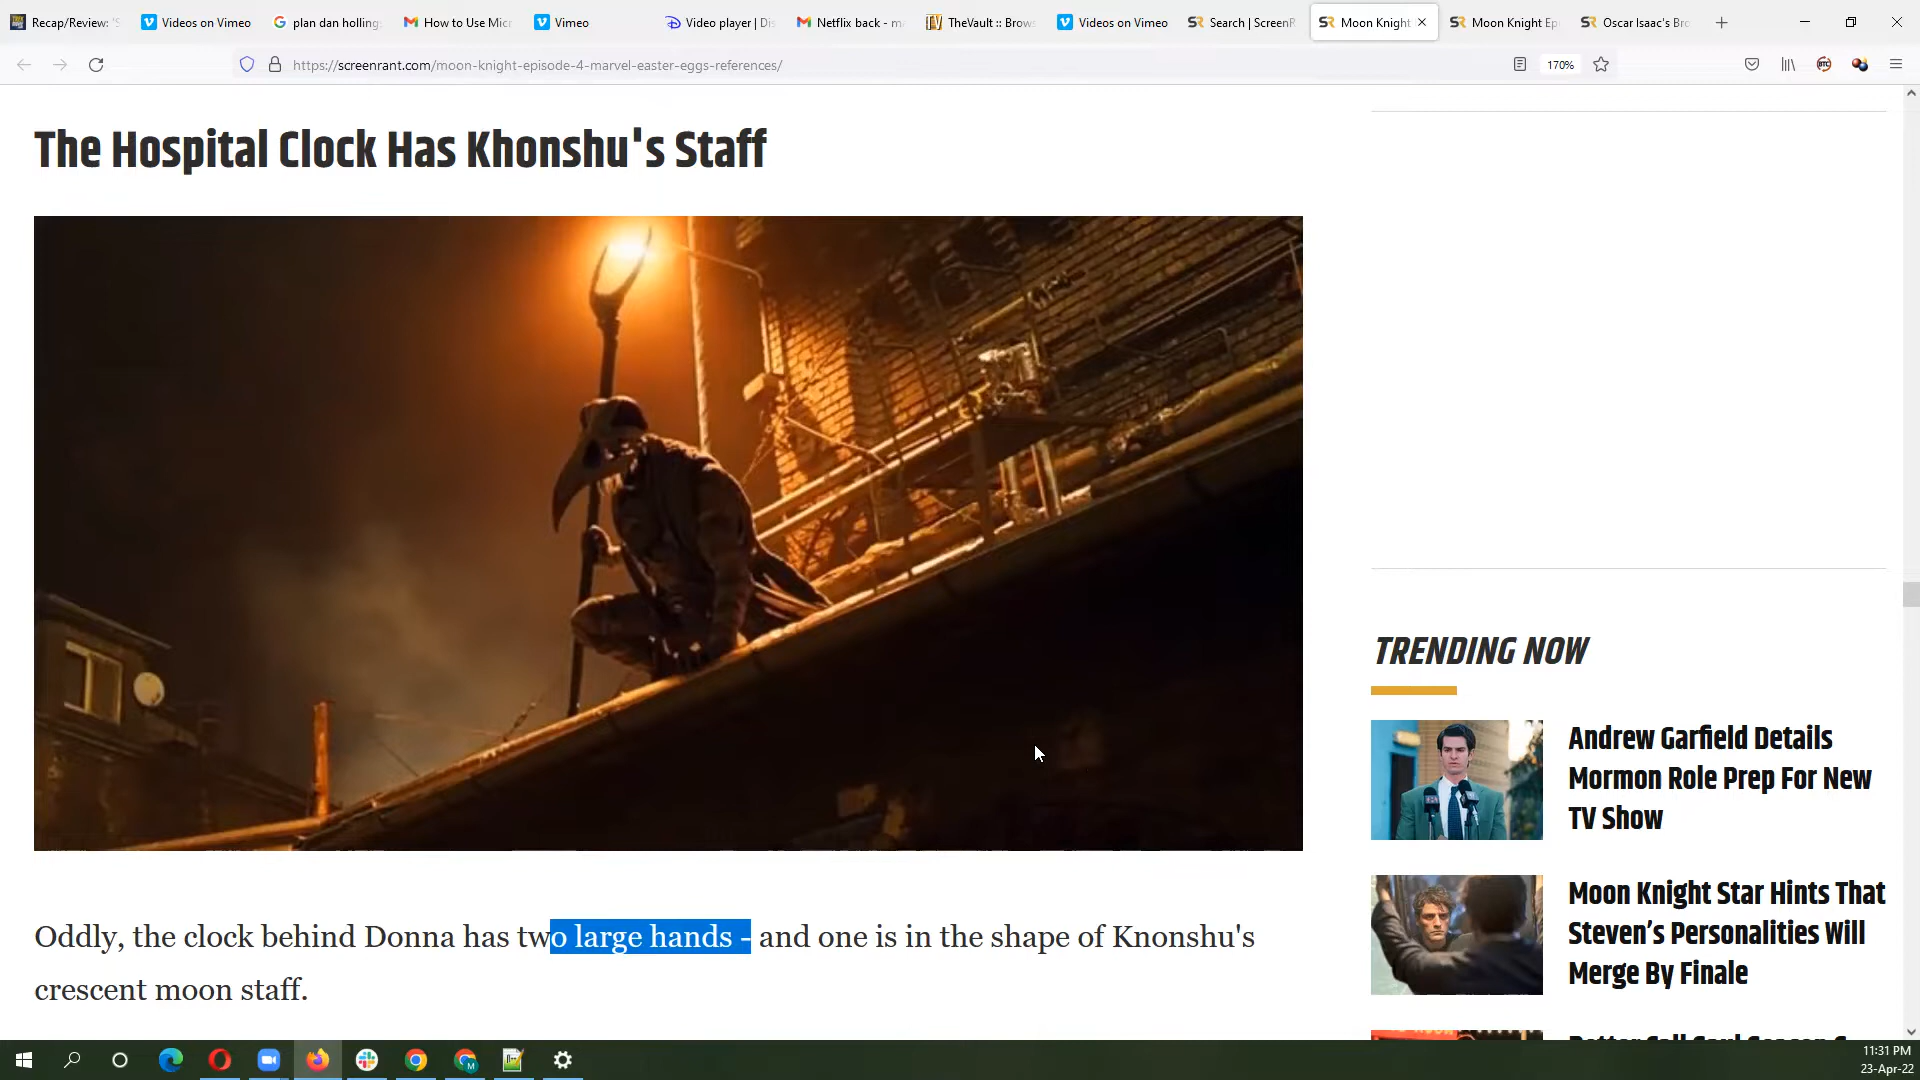 Recap/Review: '
Videos on Vimeo
plan dan holling
How to Use Micr
Vimeo
Video player | Dis
Netflix back - m
TheVault :: Brow
Videos on Vimeo
Search | ScreenR
Moon Knight
Moon Knight Ep
Oscar Isaac's Bro
https://screenrant.com/moon-knight-episode-4-marvel-easter-eggs-references/
170%
The Hospital Clock Has Khonshu's Staff
Oddly, the clock behind Donna has two large hands - and one is in the shape of Knonshu's
crescent moon staff.
TRENDING NOW
Andrew Garfield Details
Mormon Role Prep For New
TV Show
Moon Knight Star Hints That
Steven’s Personalities Will
Merge By Finale
11:31 PM
23-Apr-22